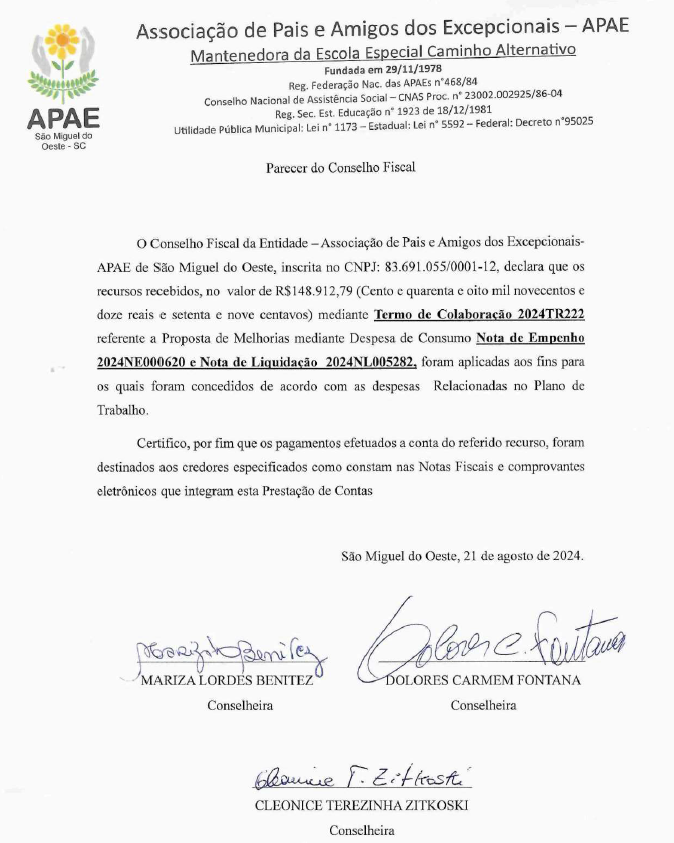 Associação de Pais e Amigos dos Excepcionais – APAE
Mantenedora da Escola Especial Caminho Alternativo
Fundada em 29/11/1978
Reg. Federação Nac. das APAEs n°468/84
Conselho Nacional de Assistência Social – CNAS Proc. n° 23002.002925/86-04
Reg. Sec. Est. Educação n° 1923 de 18/12/1981
Utilidade Pública Municipal: Lei n° 1173 – Estadual: Lei n° 5592 – Federal: Decreto n°95025
APAE
São Miguel do
Oeste - SC
Parecer do Conselho Fiscal
O Conselho Fiscal da Entidade – Associação de Pais e Amigos dos Excepcionais-
APAE de São Miguel do Oeste, inscrita no CNPJ: 83.691.055/0001-12, declara que os
recursos recebidos, no valor de R$148.912,79 (Cento e quarenta e oito mil novecentos e
doze reais e setenta e nove centavos) mediante Termo de Colaboração 2024TR222
referente a Proposta de Melhorias mediante Despesa de Consumo Nota de Empenho
2024NE000620 e Nota de Liquidação 2024NL005282, foram aplicadas aos fins para
os quais foram concedidos de acordo com as despesas Relacionadas no Plano de
Trabalho.
Certifico, por fim que os pagamentos efetuados a conta do referido recurso, foram
destinados aos credores especificados como constam nas Notas Fiscais e comprovantes
eletrônicos que integram esta Prestação de Contas
São Miguel do Oeste, 21 de agosto de 2024.
Mariza Benitez
Dolores C. Fontana
MARIZA LORDES BENITEZ
DOLORES CARMEM FONTANA
Conselheira
Conselheira
Cleonice T. Zitkoski
CLEONICE TEREZINHA ZITKOSKI
Conselheira